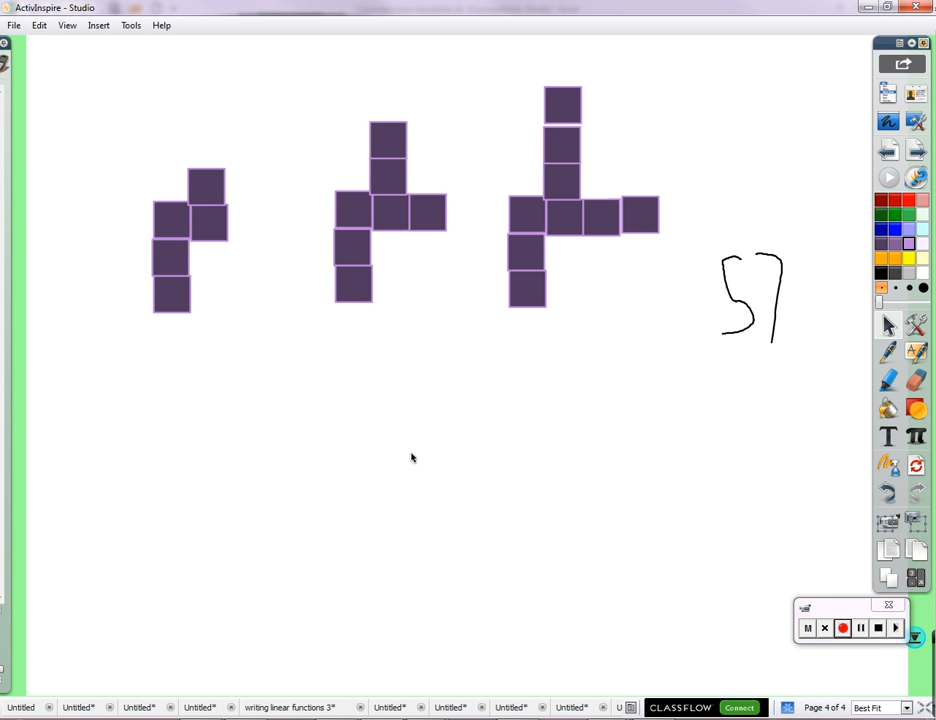 ActivInspire - Studio
File Edit View Insert Tools Help
57
M
Untitled Untitled* Untitled* Untitled* writing linear functions 3* Untitled* Untitled* Untitled* Untitled* U CLASSFLOW Connect Page 4 of 4 Best Fit